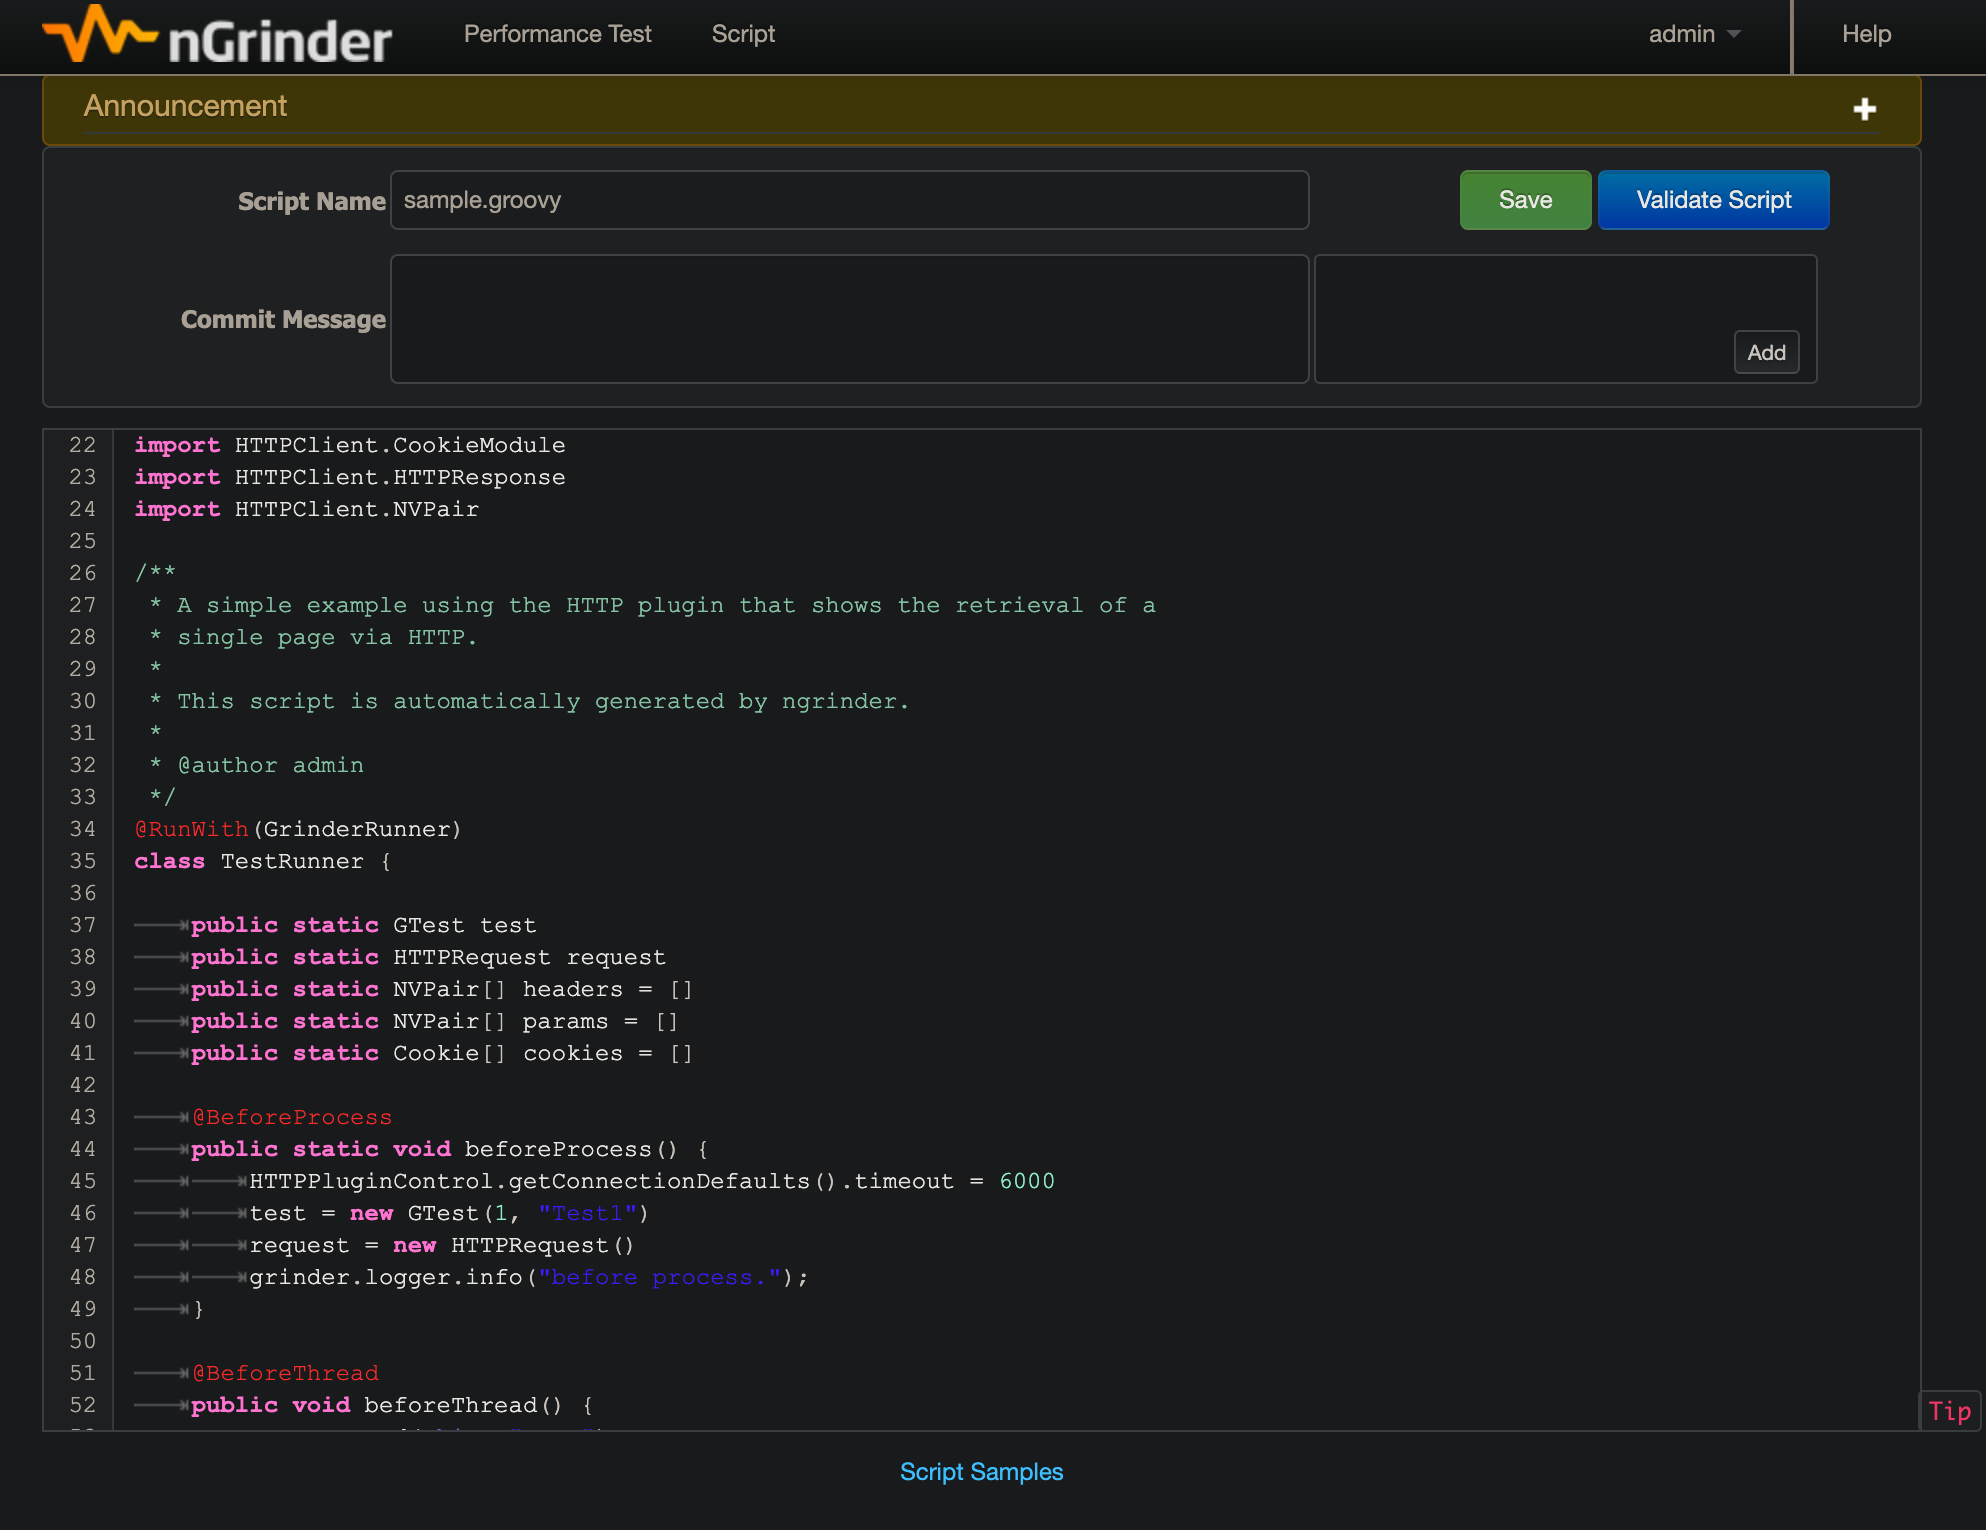 nGrinder Performance Test Script admin Help
Announcement
Script Name sample.groovy Save Validate Script
Commit Message Add
22 import HTTPClient.CookieModule
23 import HTTPClient.HTTPResponse
24 import HTTPClient.NVPair
25
26 /**
27  * A simple example using the HTTP plugin that shows the retrieval of a
28  * single page via HTTP.
29  *
30  * This script is automatically generated by ngrinder.
31  *
32  * @author admin
33  */
34 @RunWith(GrinderRunner)
35 class TestRunner {
36
37 public static GTest test
38 public static HTTPRequest request
39 public static NVPair[] headers = []
40 public static NVPair[] params = []
41 public static Cookie[] cookies = []
42
43 @BeforeProcess
44 public static void beforeProcess() {
45 HTTPPluginControl.getConnectionDefaults().timeout = 6000
46 test = new GTest(1, "Test1")
47 request = new HTTPRequest()
48 grinder.logger.info("before process.");
49 }
50
51 @BeforeThread
52 public void beforeThread() {
Tip
Script Samples